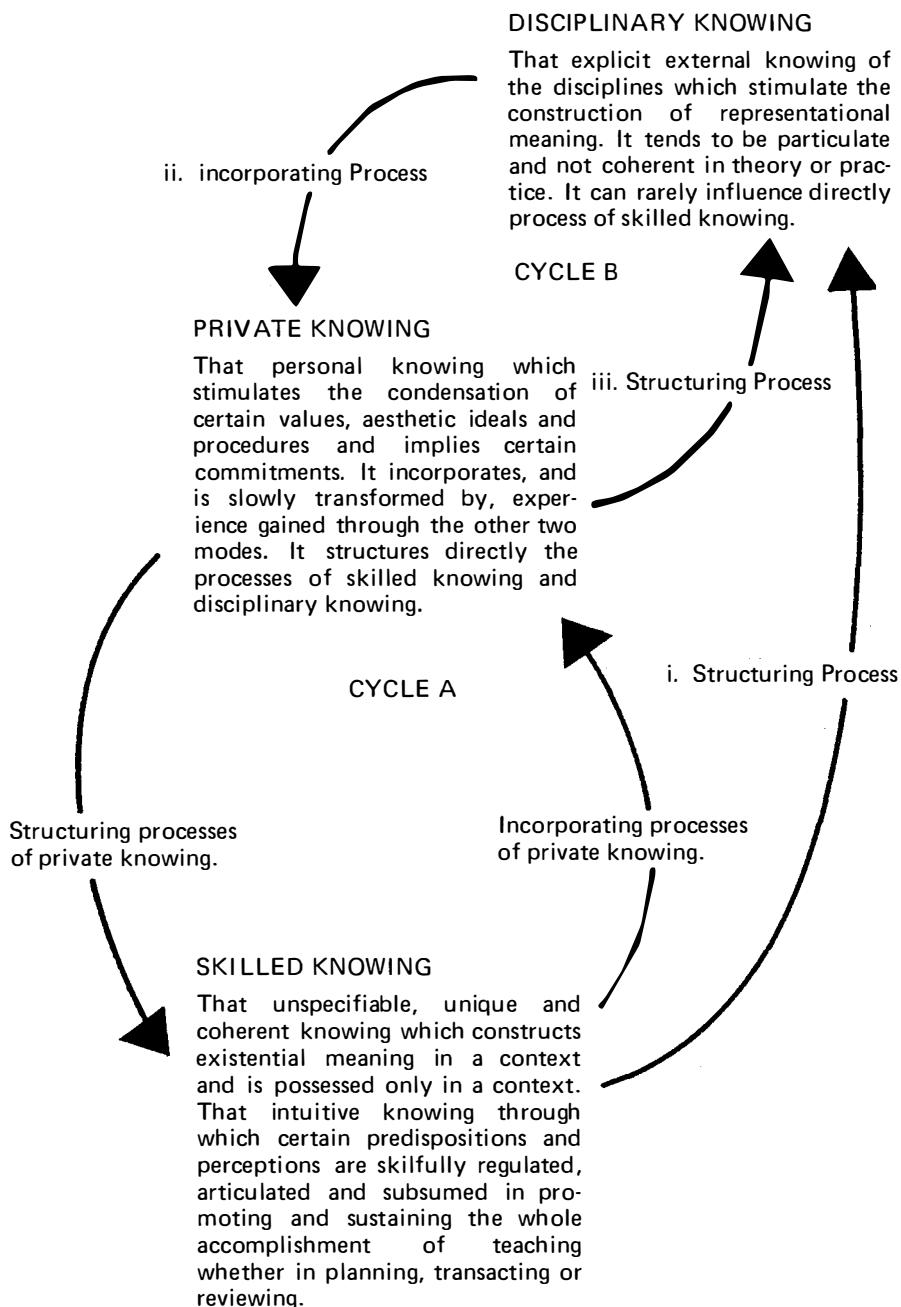 DISCIPLINARY KNOWING
That explicit external knowing of
the disciplines which stimulate the
construction of representational
meaning. It tends to be particulate
and not coherent in theory or prac-
tice. It can rarely influence directly
process of skilled knowing.
ii. incorporating Process
CYCLE B
PRIVATE KNOWING
That personal knowing which
stimulates the condensation of
certain values, aesthetic ideals and
procedures and implies certain
commitments. It incorporates, and
is slowly transformed by, exper-
ience gained through the other two
modes. It structures directly the
processes of skilled knowing and
disciplinary knowing.
iii. Structuring Process
CYCLE A
i. Structuring Process
Structuring processes
of private knowing.
Incorporating processes
of private knowing.
SKILLED KNOWING
That unspecifiable, unique and
coherent knowing which constructs
existential meaning in a context
and is possessed only in a context.
That intuitive knowing through
which certain predispositions and
perceptions are skilfully regulated,
articulated and subsumed in pro-
moting and sustaining the whole
accomplishment of teaching
whether in planning, transacting or
reviewing.